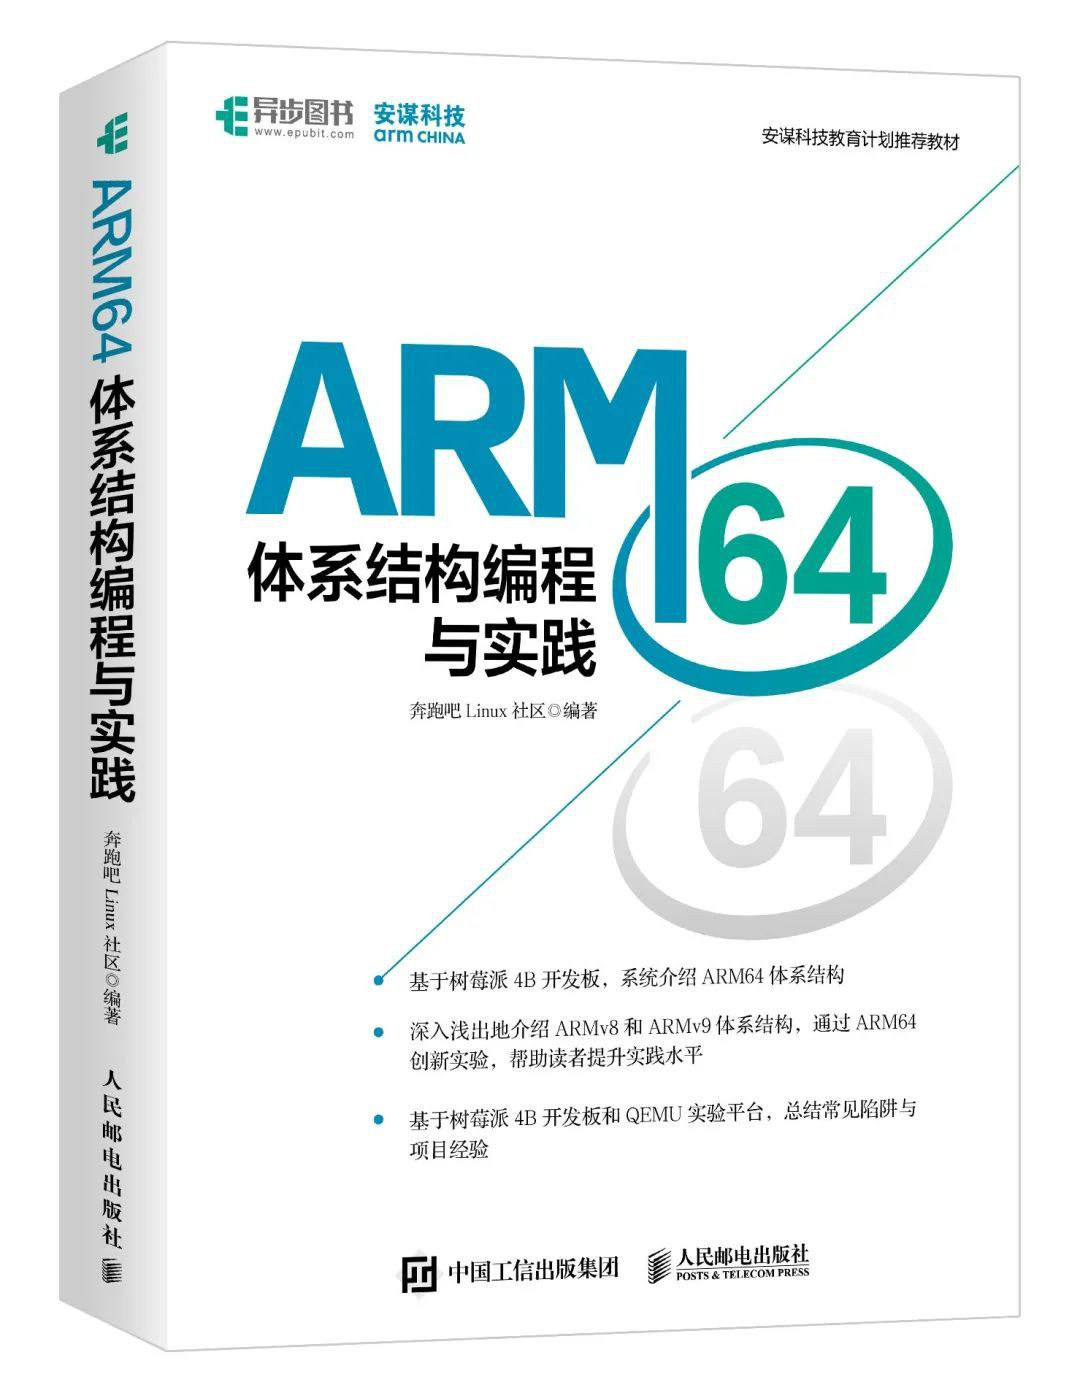 异步图书
www.epubit.com
安谋科技
arm CHINA
安谋科技教育计划推荐教材
ARM64
体系结构编程
与实践
奔跑吧 Linux 社区◎编著
64
基于树莓派 4B 开发板，系统介绍 ARM64 体系结构
深入浅出地介绍 ARMv8 和 ARMv9 体系结构，通过 ARM64
创新实验，帮助读者提升实践水平
基于树莓派 4B 开发板和 QEMU 实验平台，总结常见陷阱与
项目经验
中国工信出版集团
人民邮电出版社
POSTS & TELECOM PRESS
ARM64 体系结构编程与实践
奔跑吧 Linux 社区◎编著
人民邮电出版社